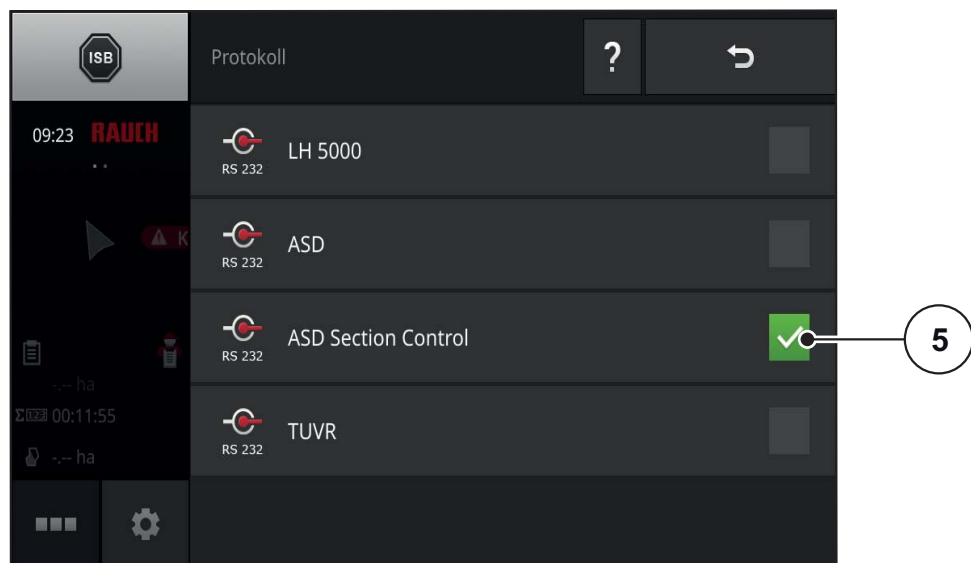 ISB
Protokoll
?
09:23 RAUCH
RS 232 LH 5000
K
RS 232 ASD
RS 232 ASD Section Control
5
-.-- ha
Σ123 00:11:55
-.-- ha
RS 232 TUVR